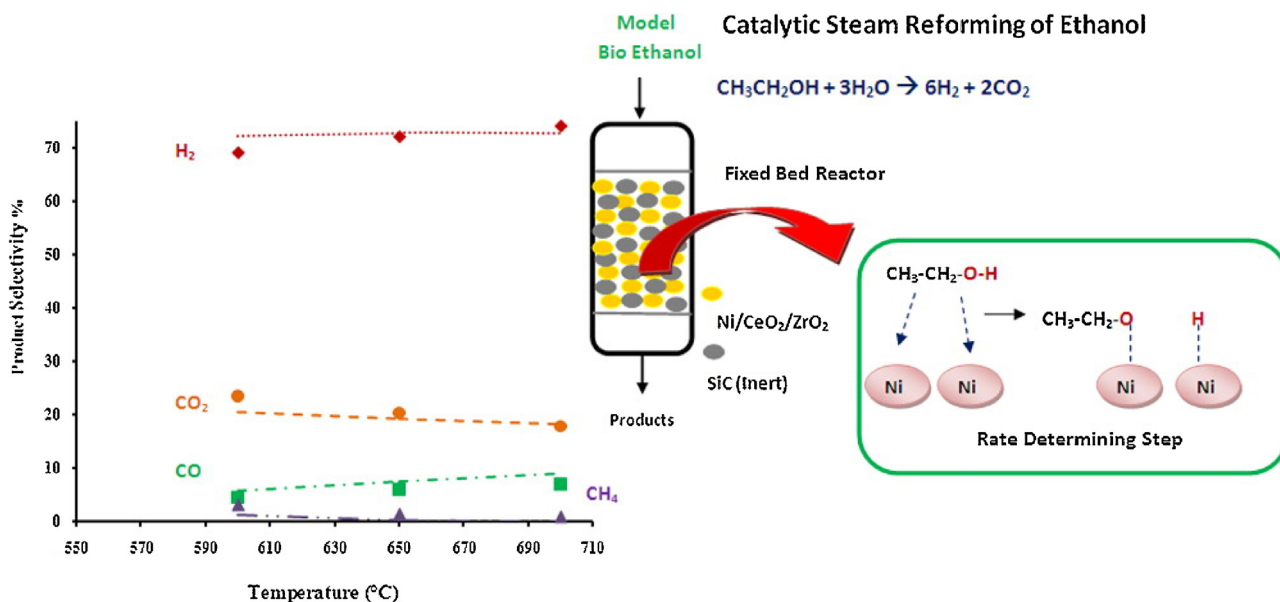 Model
Bio Ethanol
Catalytic Steam Reforming of Ethanol
CH₃CH₂OH + 3H₂O → 6H₂ + 2CO₂
Product Selectivity %
70
60
50
40
30
20
10
0
H₂
CO₂
CO
CH₄
550
570
590
610
630
650
670
690
710
Temperature (°C)
Fixed Bed Reactor
Ni/CeO₂/ZrO₂
SiC (Inert)
Products
CH₃-CH₂-O-H
CH₃-CH₂-O
H
Ni
Ni
Ni
Ni
Rate Determining Step